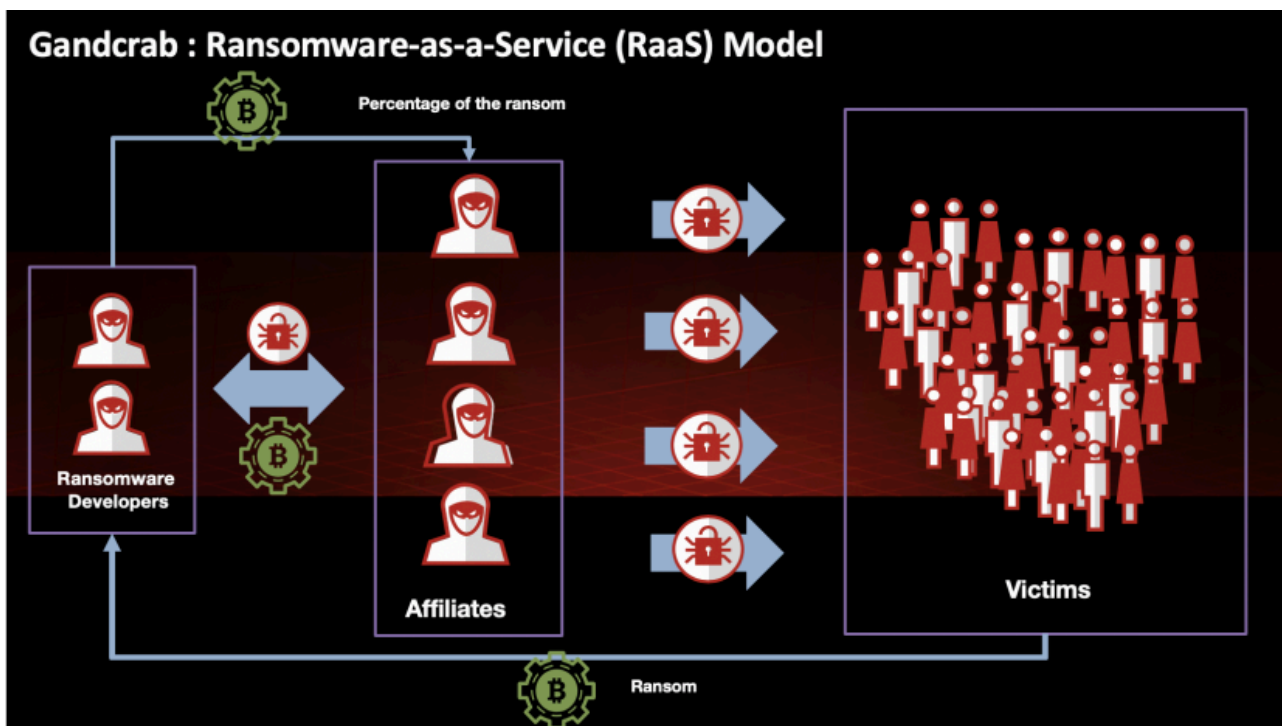 Gandcrab : Ransomware-as-a-Service (RaaS) Model
Percentage of the ransom
Ransomware
Developers
Affiliates
Victims
Ransom